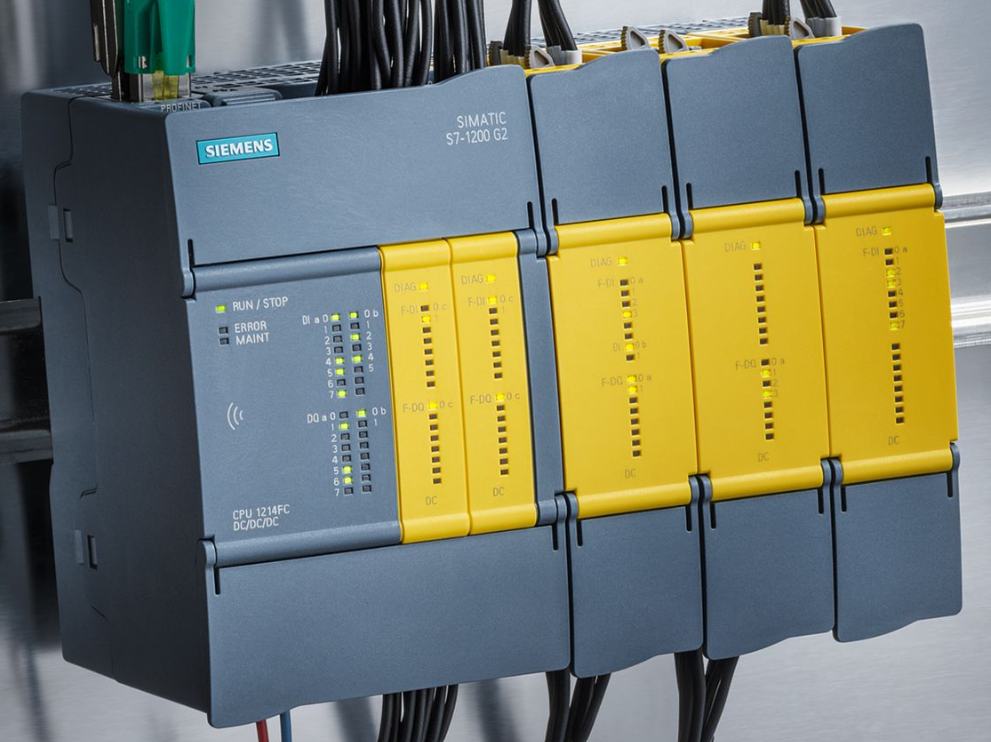 PROFINET
SIEMENS
SIMATIC
S7-1200 G2
RUN / STOP
ERROR
MAINT
DI a 0
1
2
3
4
5
6
7
0 b
1
2
3
4
5
DQ a 0
1
2
3
4
5
6
7
0 b
1
CPU 1214FC
DC/DC/DC
DIAG
F-DI 0 c
1
F-DQ 0 c
DC
DIAG
F-DI 0 c
1
F-DQ 0 c
DC
DIAG
F-DI 0 a
1
2
3
DI 0 b
1
F-DQ 0 a
1
DC
DIAG
F-DQ 0 a
1
2
3
DC
DIAG
F-DI 0 a
1
2
3
4
5
6
7
DC